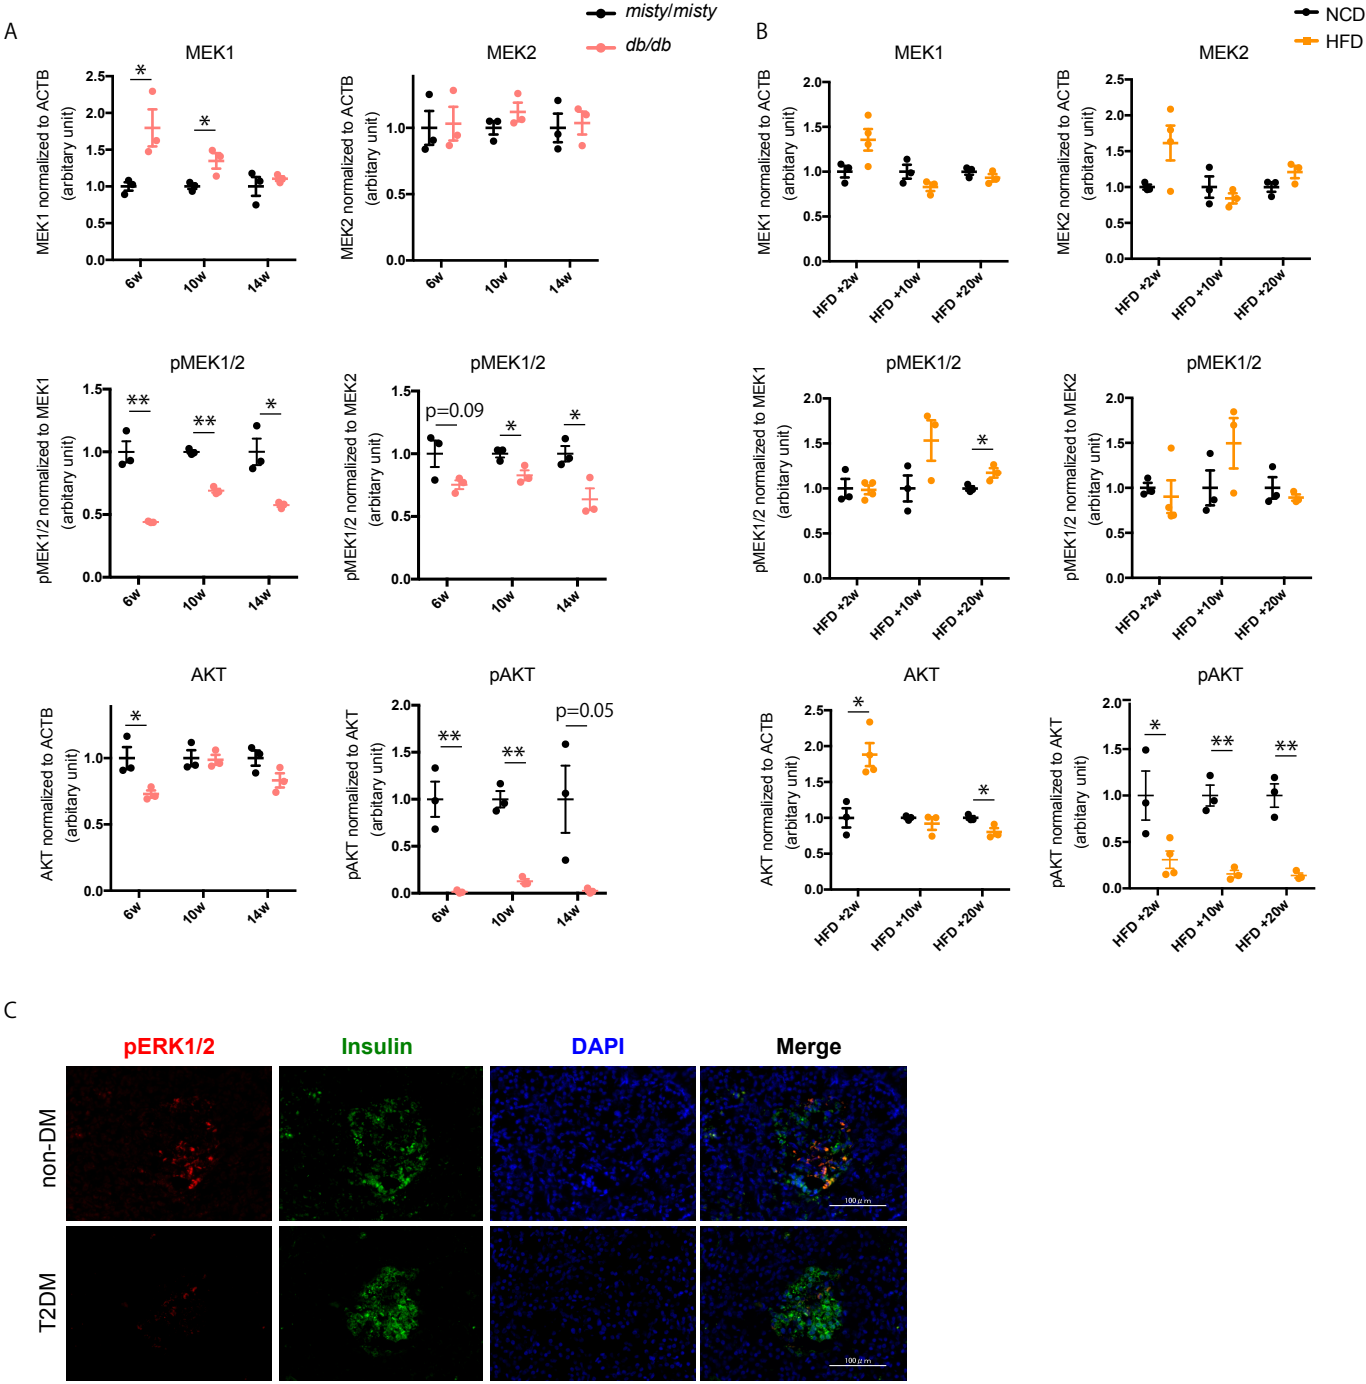 misty/misty
db/db
NCD
HFD
A
MEK1
MEK1 normalized to ACTB
(arbitary unit)
2.5
2.0
1.5
1.0
0.5
0.0
*
*
6w
10w
14w
MEK2
MEK2 normalized to ACTB
(arbitary unit)
1.0
0.5
0.0
6w
10w
14w
B
MEK1
MEK1 normalized to ACTB
(arbitary unit)
2.0
1.5
1.0
0.5
0.0
HFD +2w
HFD +10w
HFD +20w
MEK2
MEK2 normalized to ACTB
(arbitary unit)
2.5
2.0
1.5
1.0
0.5
0.0
HFD +2w
HFD +10w
HFD +20w
pMEK1/2
pMEK1/2 normalized to MEK1
(arbitary unit)
1.5
1.0
0.5
0.0
**
**
*
6w
10w
14w
pMEK1/2
pMEK1/2 normalized to MEK2
(arbitary unit)
1.5
1.0
0.5
0.0
p=0.09
*
*
6w
10w
14w
pMEK1/2
pMEK1/2 normalized to MEK1
(arbitary unit)
2.0
1.5
1.0
0.5
0.0
*
HFD +2w
HFD +10w
HFD +20w
pMEK1/2
pMEK1/2 normalized to MEK2
(arbitary unit)
2.0
1.5
1.0
0.5
0.0
HFD +2w
HFD +10w
HFD +20w
AKT
AKT normalized to ACTB
(arbitary unit)
1.0
0.5
0.0
*
6w
10w
14w
pAKT
pAKT normalized to AKT
(arbitary unit)
2.0
1.5
1.0
0.5
0.0
**
**
p=0.05
6w
10w
14w
AKT
AKT normalized to ACTB
(arbitary unit)
2.5
2.0
1.5
1.0
0.5
0.0
*
*
HFD +2w
HFD +10w
HFD +20w
pAKT
pAKT normalized to AKT
(arbitary unit)
2.0
1.5
1.0
0.5
0.0
*
**
**
HFD +2w
HFD +10w
HFD +20w
C
pERK1/2
Insulin
DAPI
Merge
non-DM
100μm
T2DM
100μm